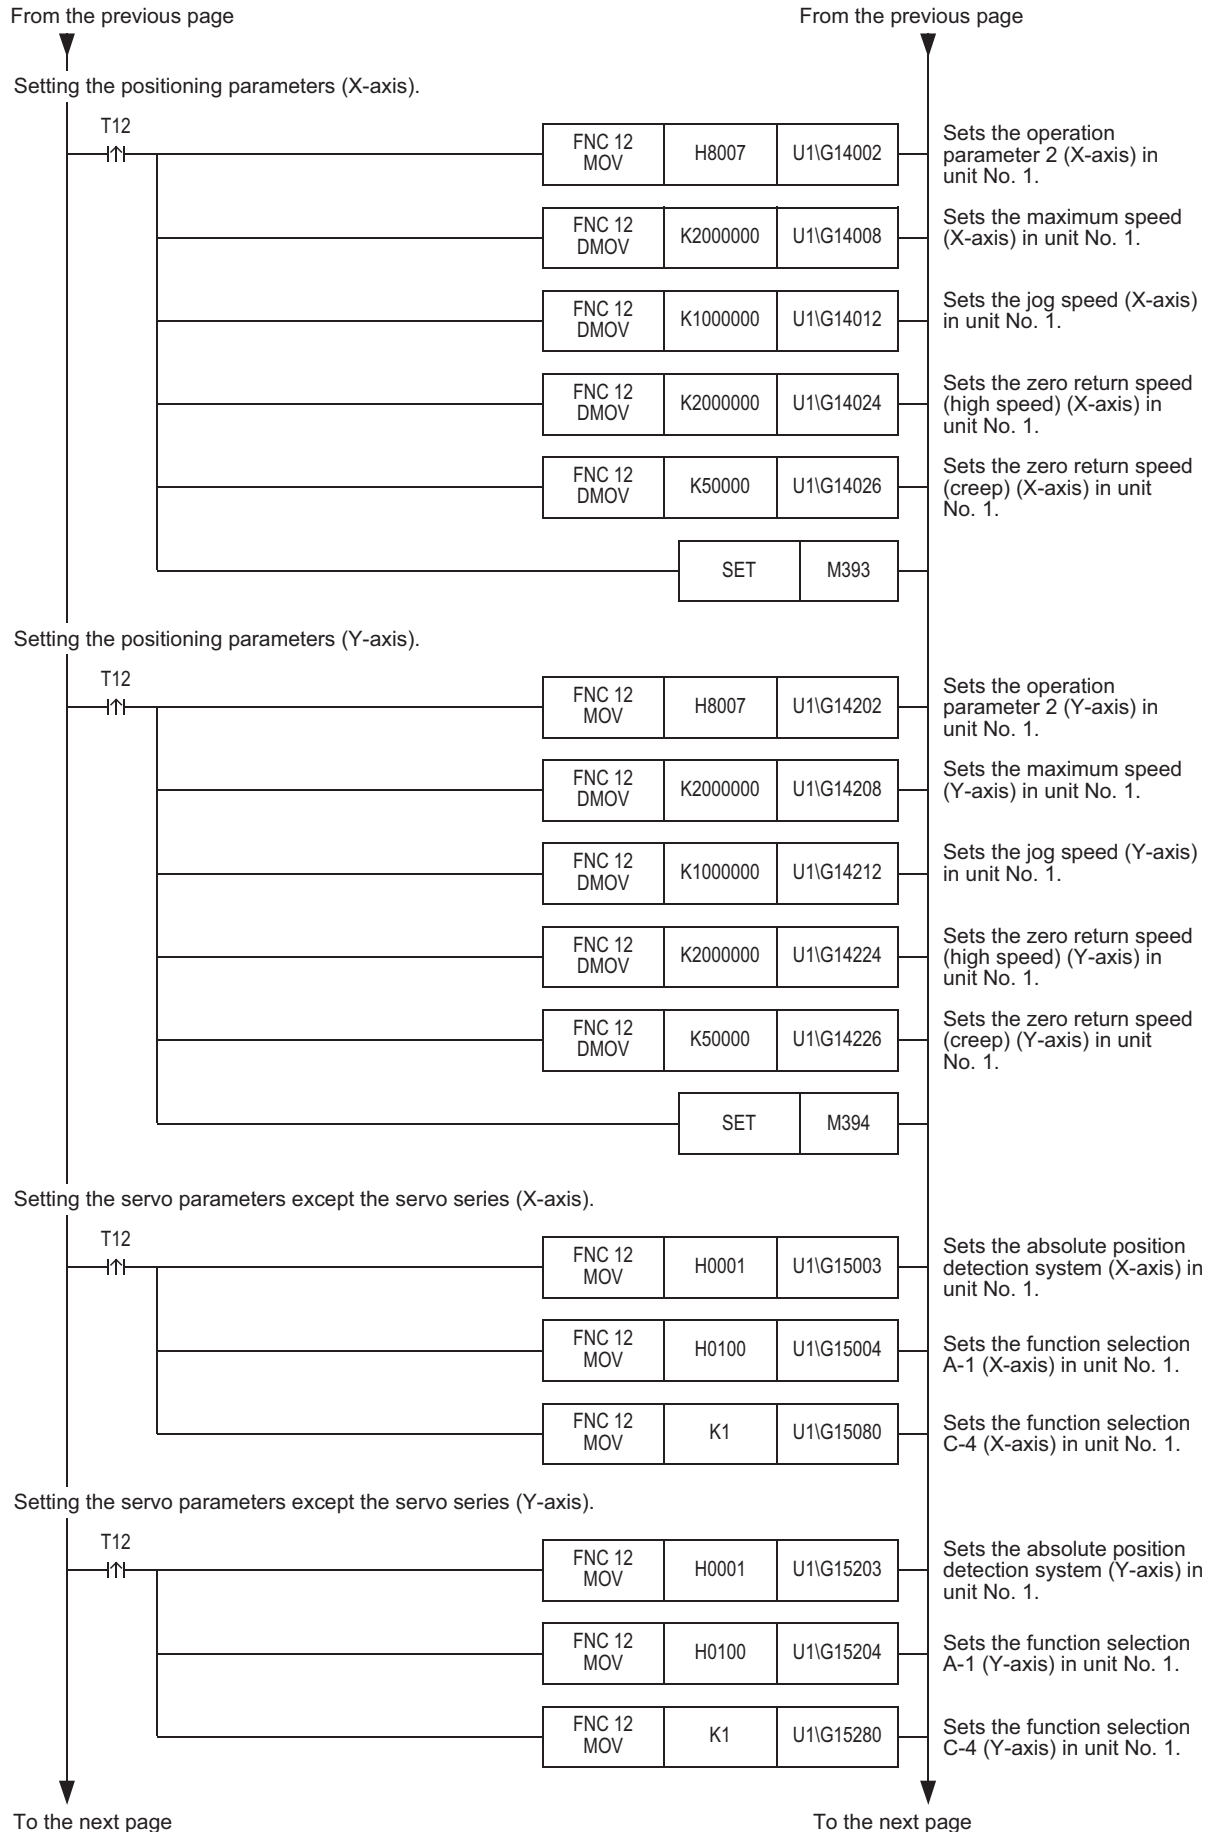 From the previous page
From the previous page
Setting the positioning parameters (X-axis).
T12
FNC 12
MOV
H8007
U1\G14002
Sets the operation
parameter 2 (X-axis) in
unit No. 1.
FNC 12
DMOV
K2000000
U1\G14008
Sets the maximum speed
(X-axis) in unit No. 1.
FNC 12
DMOV
K1000000
U1\G14012
Sets the jog speed (X-axis)
in unit No. 1.
FNC 12
DMOV
K2000000
U1\G14024
Sets the zero return speed
(high speed) (X-axis) in
unit No. 1.
FNC 12
DMOV
K50000
U1\G14026
Sets the zero return speed
(creep) (X-axis) in unit
No. 1.
SET
M393
Setting the positioning parameters (Y-axis).
T12
FNC 12
MOV
H8007
U1\G14202
Sets the operation
parameter 2 (Y-axis) in
unit No. 1.
FNC 12
DMOV
K2000000
U1\G14208
Sets the maximum speed
(Y-axis) in unit No. 1.
FNC 12
DMOV
K1000000
U1\G14212
Sets the jog speed (Y-axis)
in unit No. 1.
FNC 12
DMOV
K2000000
U1\G14224
Sets the zero return speed
(high speed) (Y-axis) in
unit No. 1.
FNC 12
DMOV
K50000
U1\G14226
Sets the zero return speed
(creep) (Y-axis) in unit
No. 1.
SET
M394
Setting the servo parameters except the servo series (X-axis).
T12
FNC 12
MOV
H0001
U1\G15003
Sets the absolute position
detection system (X-axis) in
unit No. 1.
FNC 12
MOV
H0100
U1\G15004
Sets the function selection
A-1 (X-axis) in unit No. 1.
FNC 12
MOV
K1
U1\G15080
Sets the function selection
C-4 (X-axis) in unit No. 1.
Setting the servo parameters except the servo series (Y-axis).
T12
FNC 12
MOV
H0001
U1\G15203
Sets the absolute position
detection system (Y-axis) in
unit No. 1.
FNC 12
MOV
H0100
U1\G15204
Sets the function selection
A-1 (Y-axis) in unit No. 1.
FNC 12
MOV
K1
U1\G15280
Sets the function selection
C-4 (Y-axis) in unit No. 1.
To the next page
To the next page